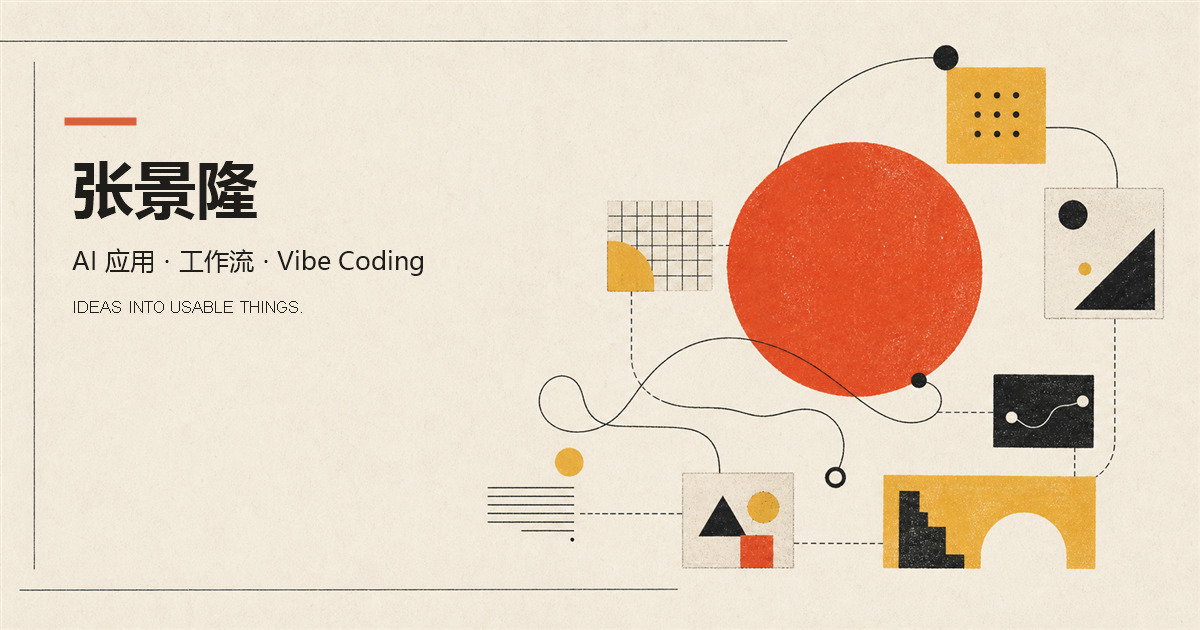 张景隆
AI 应用 · 工作流 · Vibe Coding
IDEAS INTO USABLE THINGS.